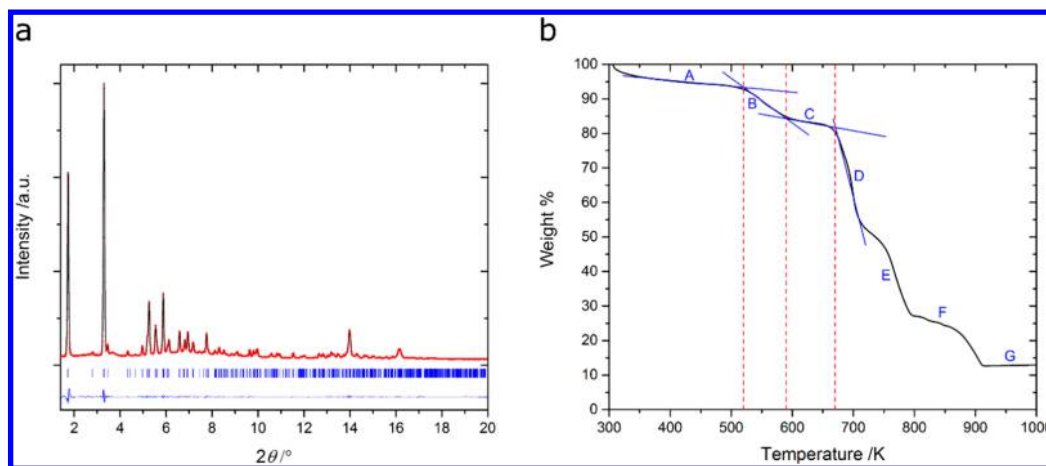 a
Intensity /a.u.
2 4 6 8 10 12 14 16 18 20
2θ /°
b
Weight %
100
90
80
70
60
50
40
30
20
10
0
A
B
C
D
E
F
G
300 400 500 600 700 800 900 1000
Temperature /K